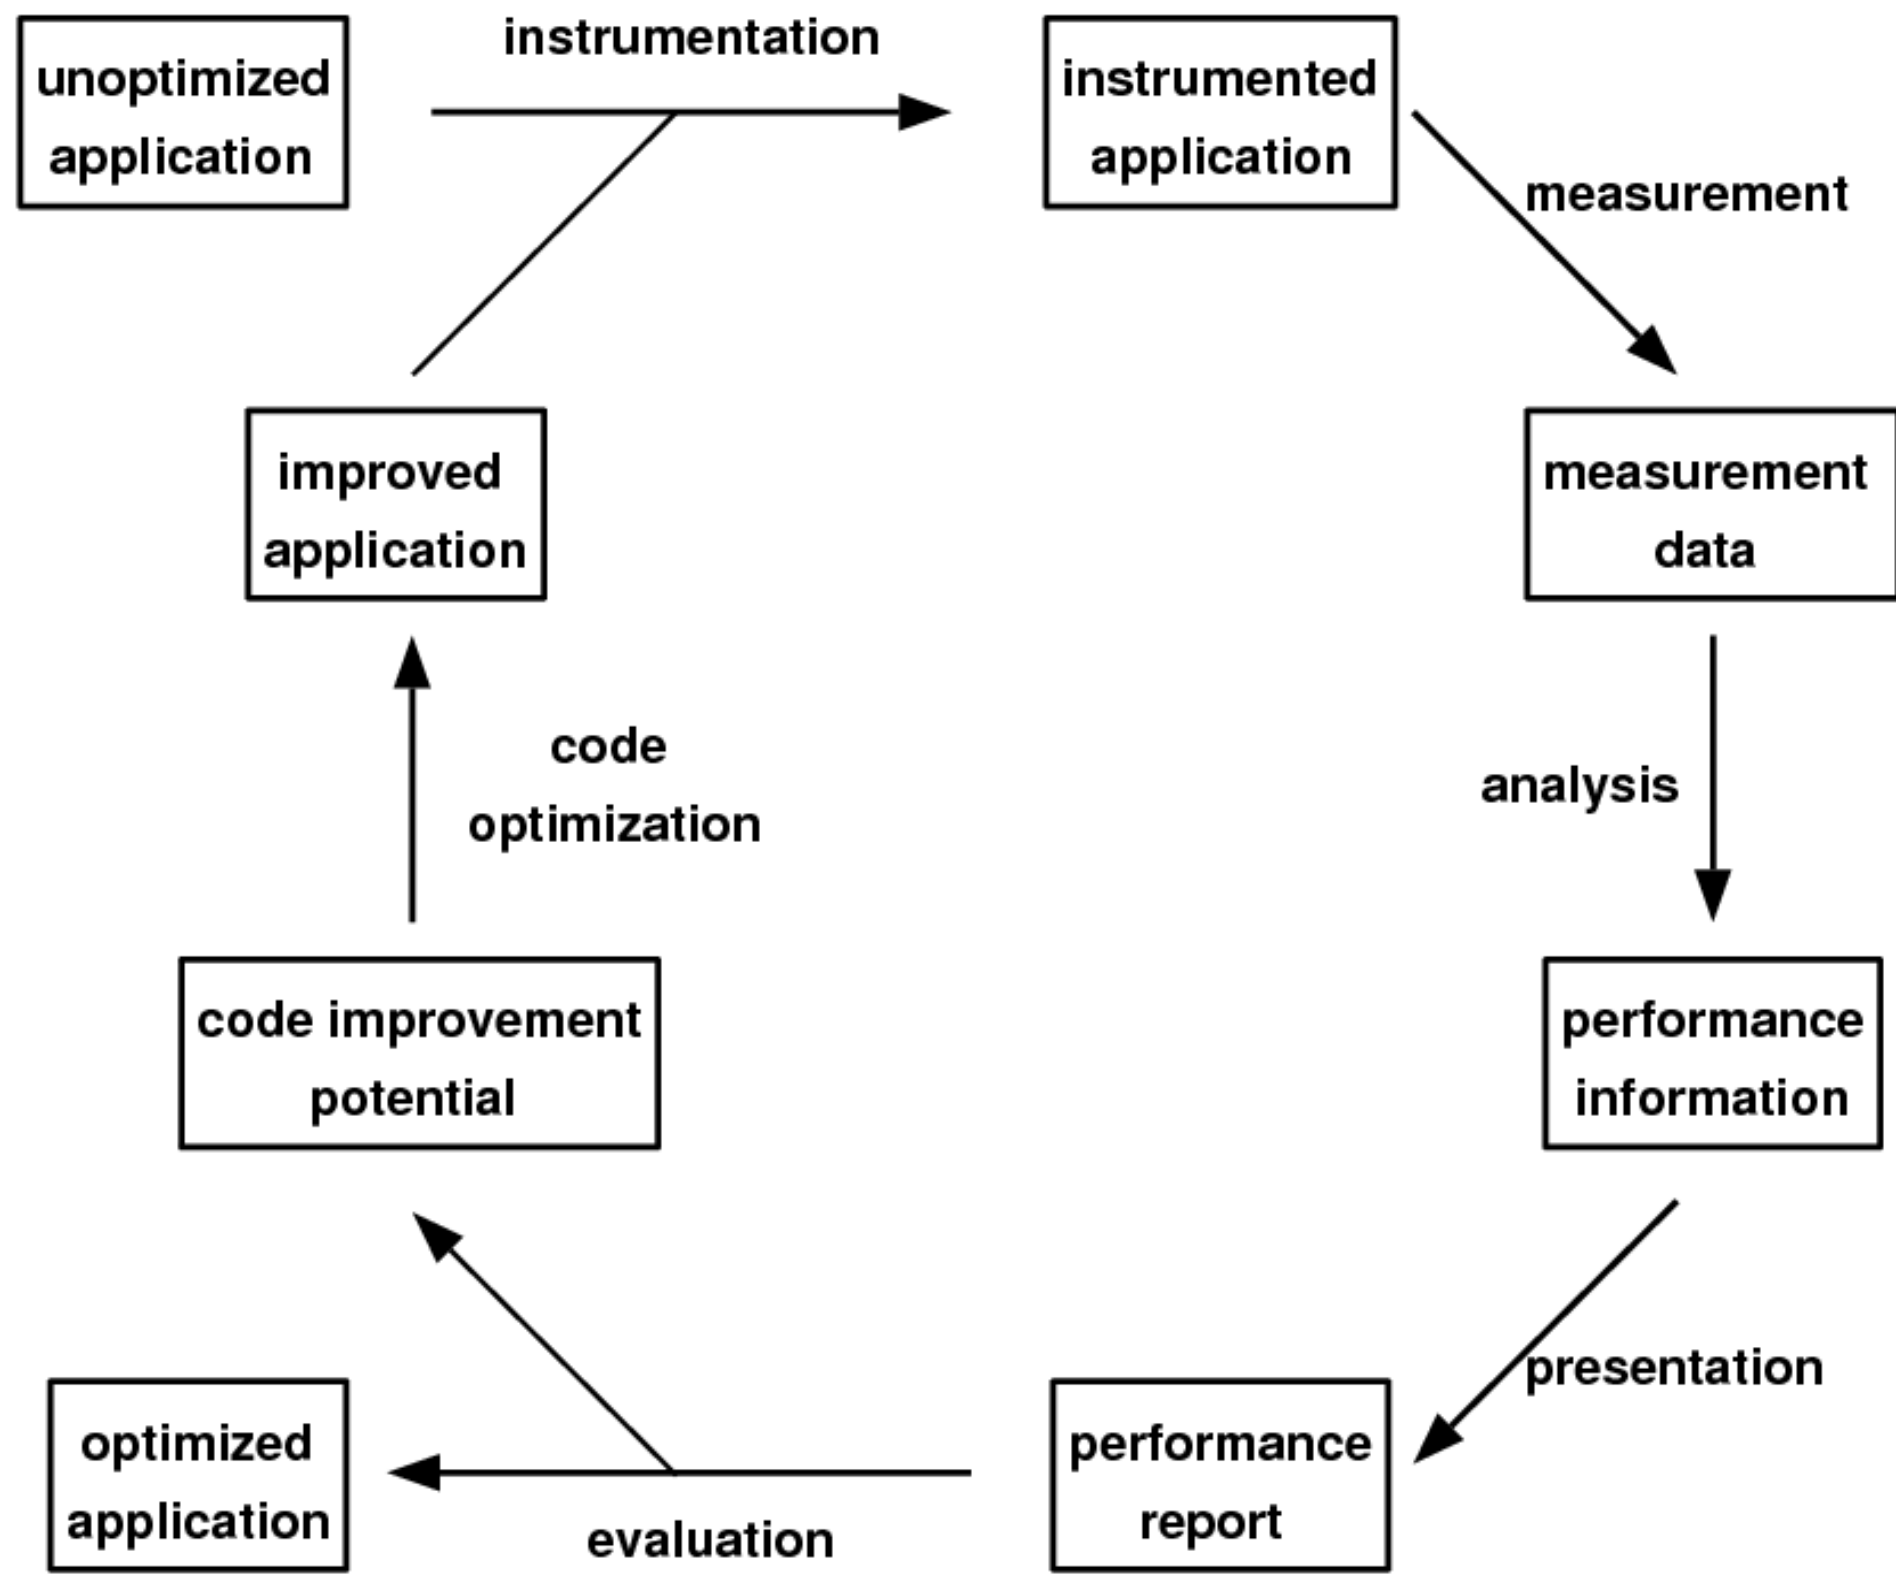 instrumentation
unoptimized
application
instrumented
application
measurement
improved
application
measurement
data
code
optimization
analysis
code improvement
potential
performance
information
presentation
optimized
application
performance
report
evaluation